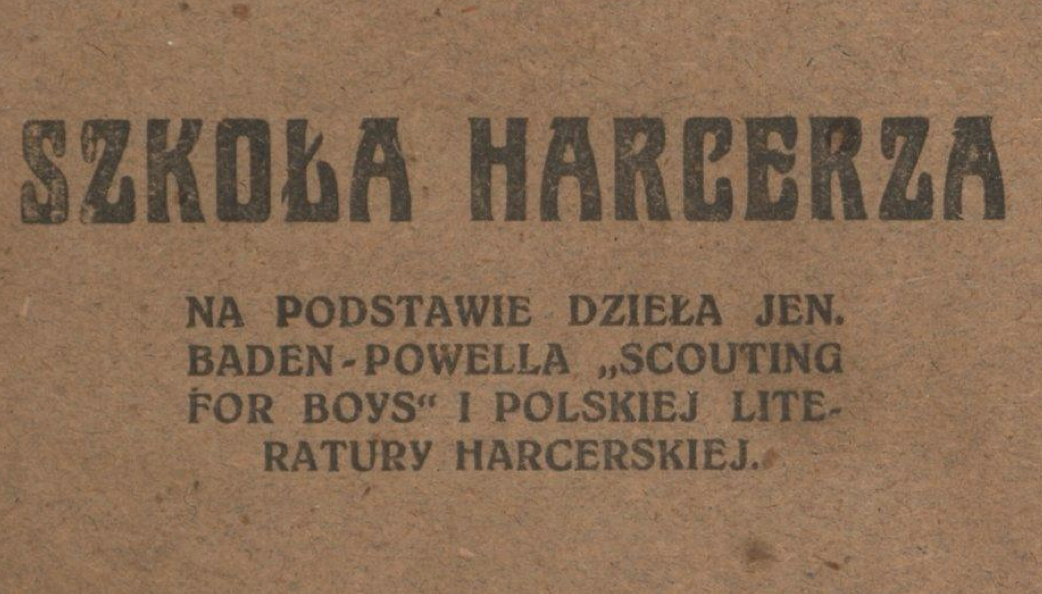 SZKOŁA HARCERZA
NA PODSTAWIE DZIEŁA JEN.
BADEN-POWELLA „SCOUTING
FOR BOYS“ I POLSKIEJ LITE-
RATURY HARCERSKIEJ.